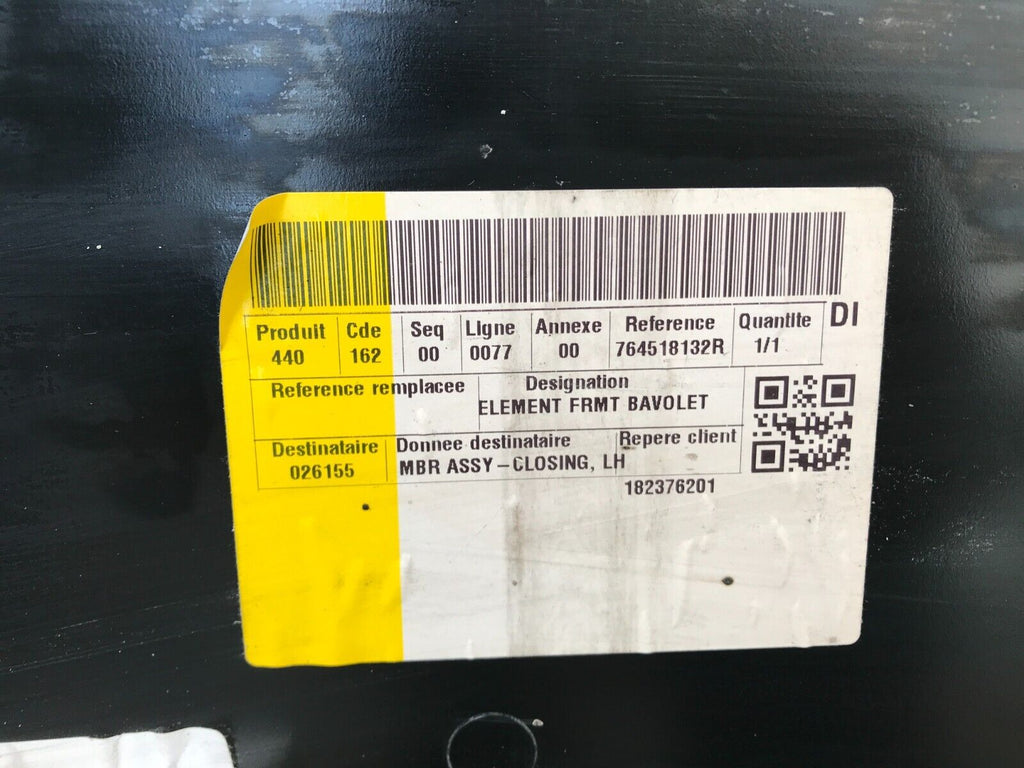 Produit Cde Seq Ligne Annexe Reference Quantite DI
440 162 00 0077 00 764518132R 1/1
Reference remplacee Designation
ELEMENT FRMT BAVOLET
Destinataire Donnee destinataire Repere client
026155 MBR ASSY-CLOSING, LH
182376201